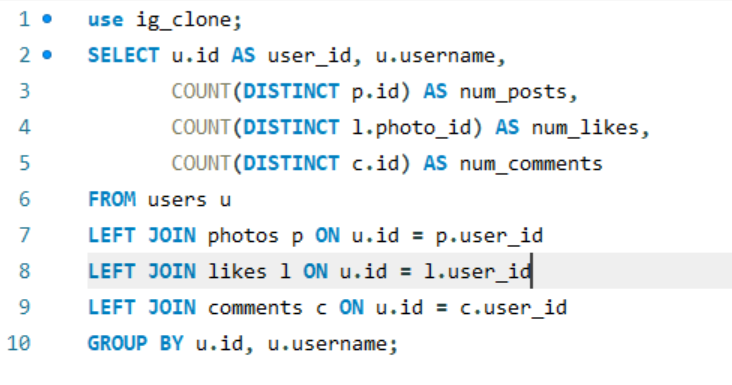 1 use ig_clone;
2 SELECT u.id AS user_id, u.username,
3 COUNT(DISTINCT p.id) AS num_posts,
4 COUNT(DISTINCT l.photo_id) AS num_likes,
5 COUNT(DISTINCT c.id) AS num_comments
6 FROM users u
7 LEFT JOIN photos p ON u.id = p.user_id
8 LEFT JOIN likes l ON u.id = l.user_id
9 LEFT JOIN comments c ON u.id = c.user_id
10 GROUP BY u.id, u.username;